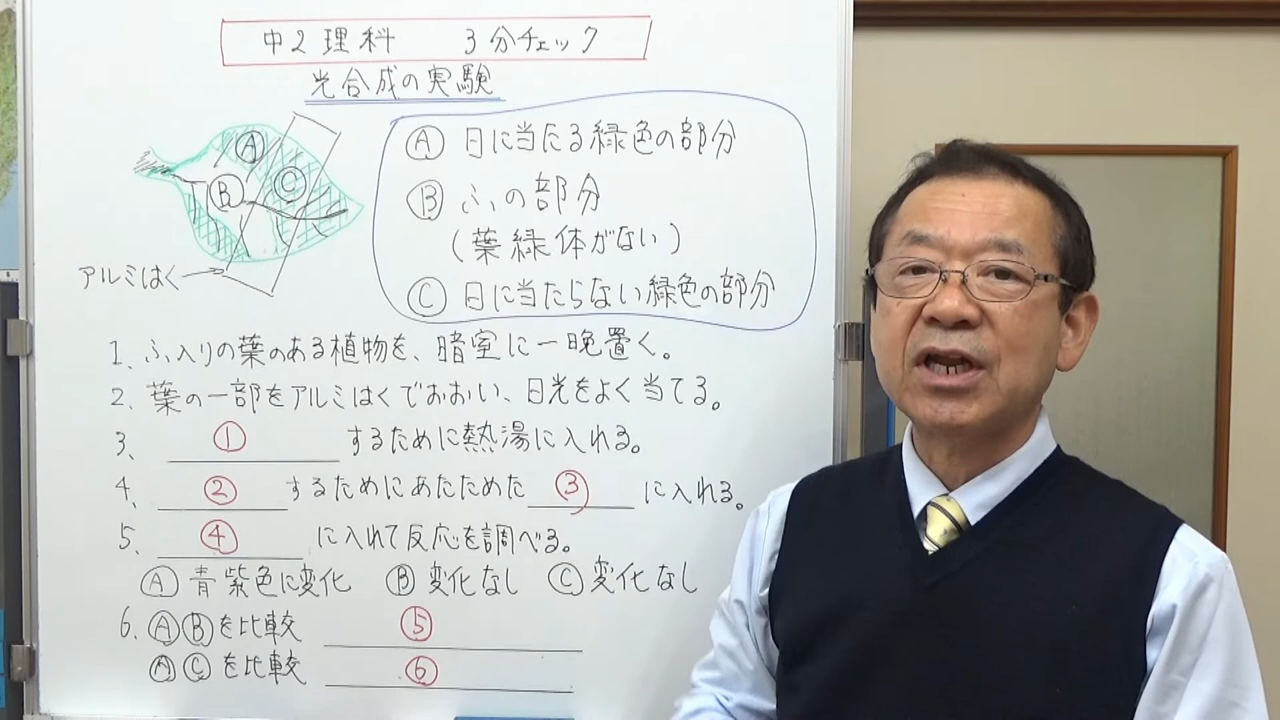 中2理科 3分チェック
光合成の実験
Ⓐ
Ⓑ
Ⓒ
アルミはく
Ⓐ 日に当たる緑色の部分
Ⓑ ふの部分
(葉緑体がない)
Ⓒ 日に当たらない緑色の部分
1、ふ入りの葉のある植物を、暗室に一晩置く。
2、葉の一部をアルミはくでおおい、日光をよく当てる。
3、① するために熱湯に入れる。
4、② するためにあたためた ③ に入れる。
5、④ に入れて反応を調べる。
Ⓐ 青紫色に変化 Ⓑ 変化なし Ⓒ 変化なし
6、ⒶⒷを比較 ⑤
ⒶⒸを比較 ⑥